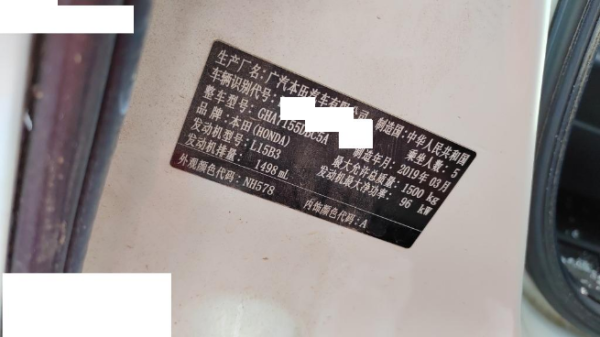 生产厂名：广汽本田汽车有限公司 制造国：中华人民共和国
车辆识别代号： 乘坐人数：5
整车型号： 制造年月：2019年03月
品牌：本田(HONDA) 最大允许总质量：1500 kg
发动机型号：L15B3 发动机最大净功率：96 kW
发动机排量：1498 mL
外观颜色代码：NH578 内饰颜色代码：A